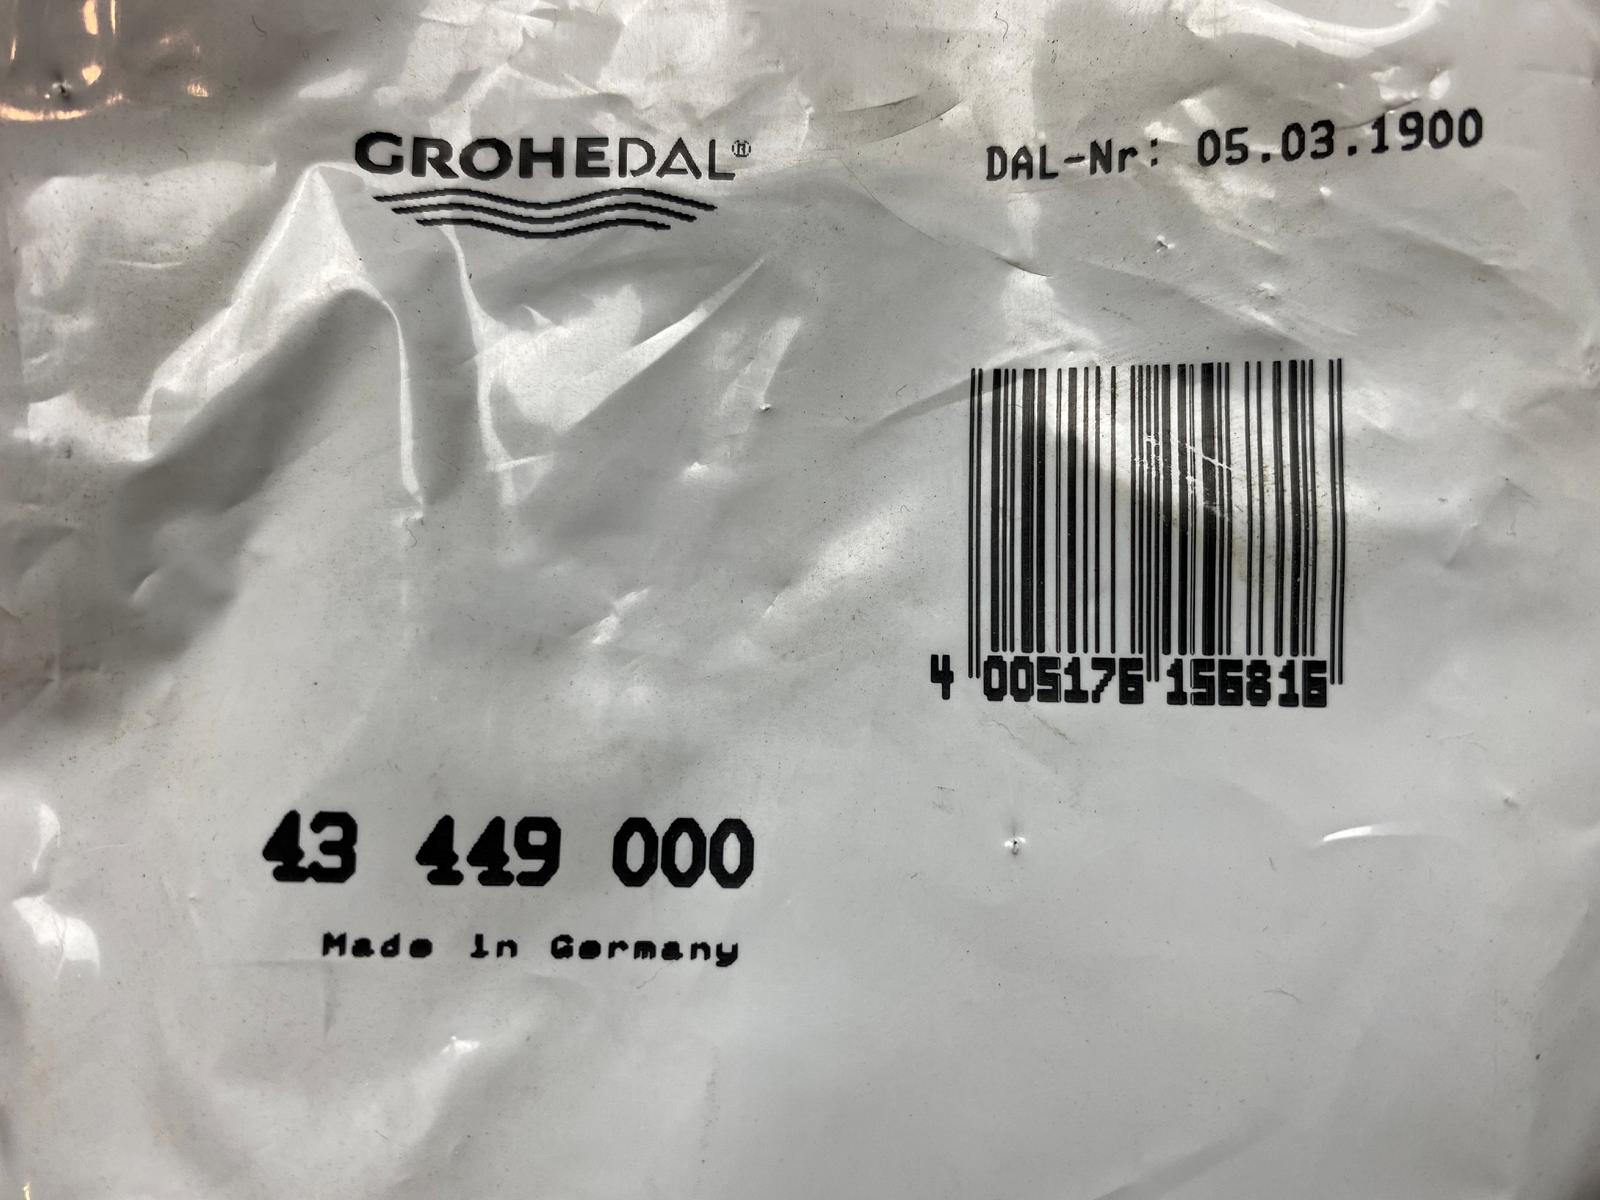 GROHEDAL®
DAL-Nr: 05.03.1900
4 005176 156816
43 449 000
Made in Germany